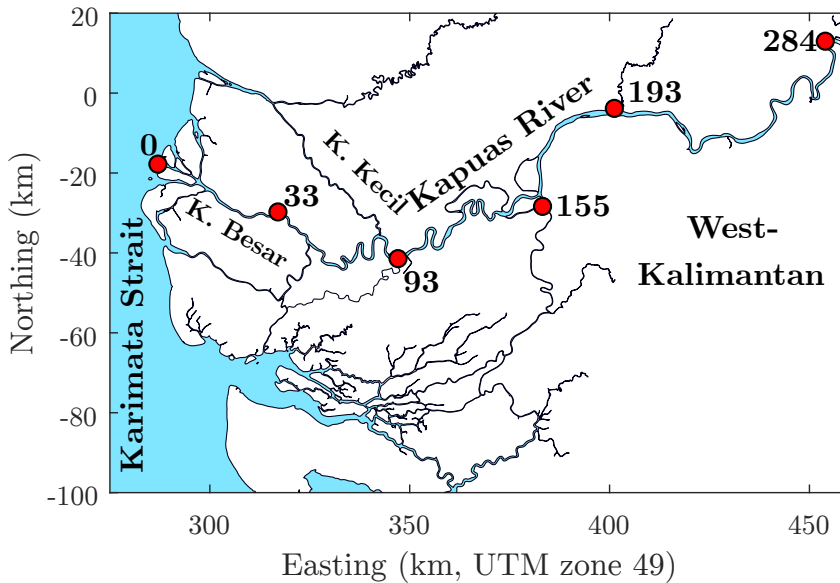 20
0
-20
-40
-60
-80
-100
Northing (km)
300
350
400
450
Easting (km, UTM zone 49)
284
193
Kapuas River
K. Kecil
0
33
K. Besar
155
93
West-
Kalimantan
Karimata Strait